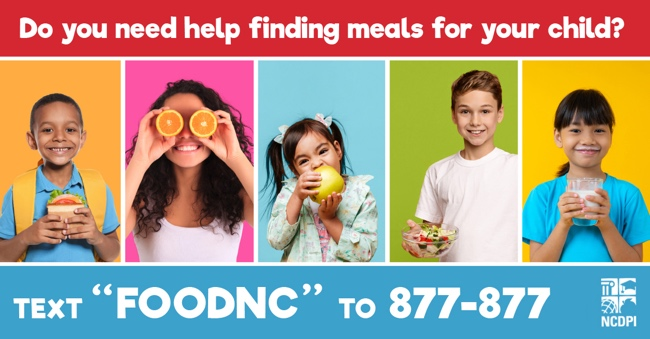 Do you need help finding meals for your child?
TEXT “FOODNC” TO 877-877
NCDPI